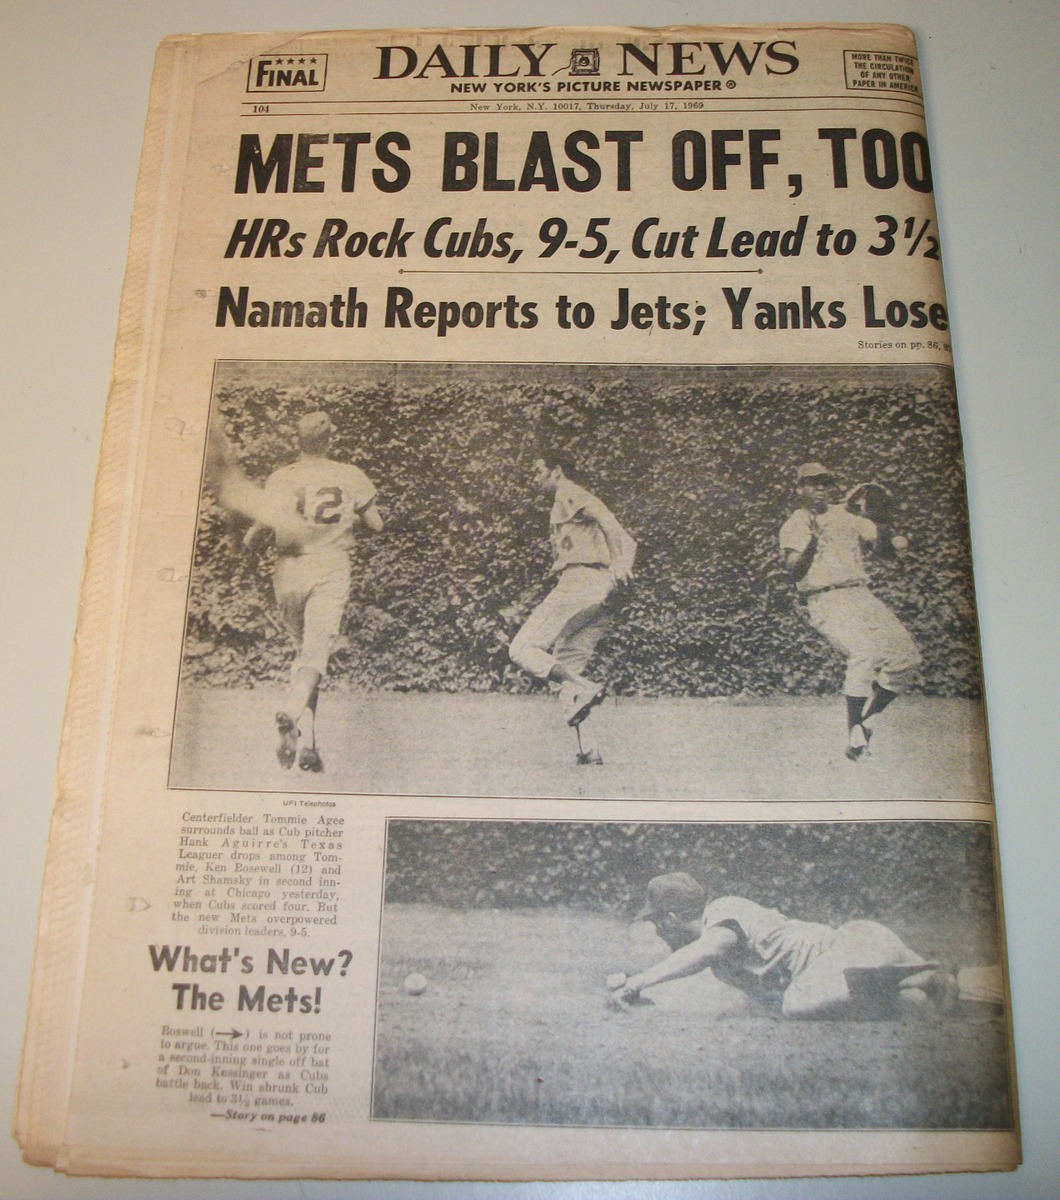 ★★★★
FINAL
DAILY NEWS
NEW YORK'S PICTURE NEWSPAPER ®
MORE THAN TWICE
THE CIRCULATION
OF ANY OTHER
PAPER IN AMERICA
104
New York, N.Y. 10017, Thursday, July 17, 1969
METS BLAST OFF, TOO
HRs Rock Cubs, 9-5, Cut Lead to 3½
Namath Reports to Jets; Yanks Lose
Stories on pp. 86,
12
UPI Telephotos
Centerfielder Tommie Agee
surrounds ball as Cub pitcher
Hank Aguirre's Texas
Leaguer drops among Tom-
mie, Ken Bosewell (12) and
Art Shamsky in second inn-
ing at Chicago yesterday,
when Cubs scored four. But
the new Mets overpowered
division leaders, 9-5.
What's New?
The Mets!
Boswell (→) is not prone
to argue. This one goes by for
a second-inning single off bat
of Don Kessinger as Cubs
battle back. Win shrunk Cub
lead to 3½ games.
—Story on page 86